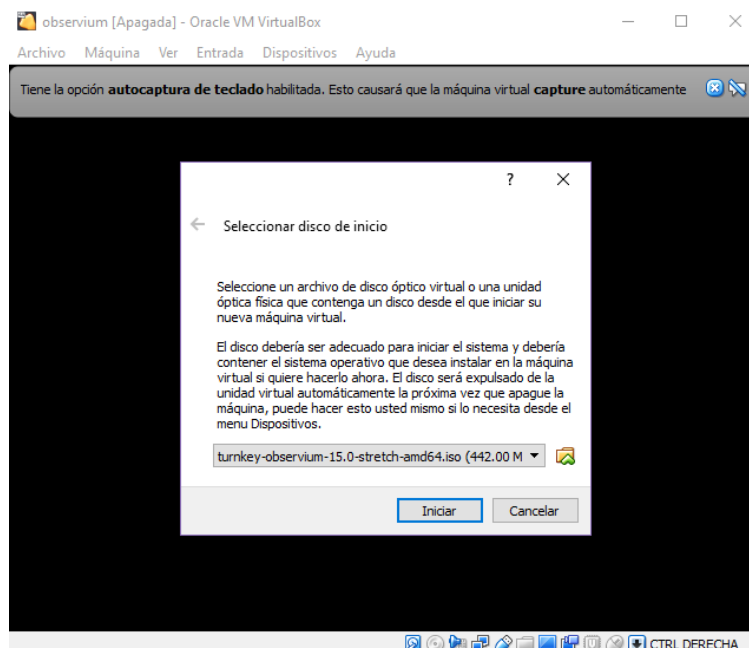 observium [Apagada] - Oracle VM VirtualBox
Archivo Máquina Ver Entrada Dispositivos Ayuda
Tiene la opción autocaptura de teclado habilitada. Esto causará que la máquina virtual capture automáticamente
?
Seleccionar disco de inicio
Seleccione un archivo de disco óptico virtual o una unidad
óptica física que contenga un disco desde el que iniciar su
nueva máquina virtual.
El disco debería ser adecuado para iniciar el sistema y debería
contener el sistema operativo que desea instalar en la máquina
virtual si quiere hacerlo ahora. El disco será expulsado de la
unidad virtual automáticamente la próxima vez que apague la
máquina, puede hacer esto usted mismo si lo necesita desde el
menu Dispositivos.
turnkey-observium-15.0-stretch-amd64.iso (442.00 M
Iniciar Cancelar
CTRL DERECHA